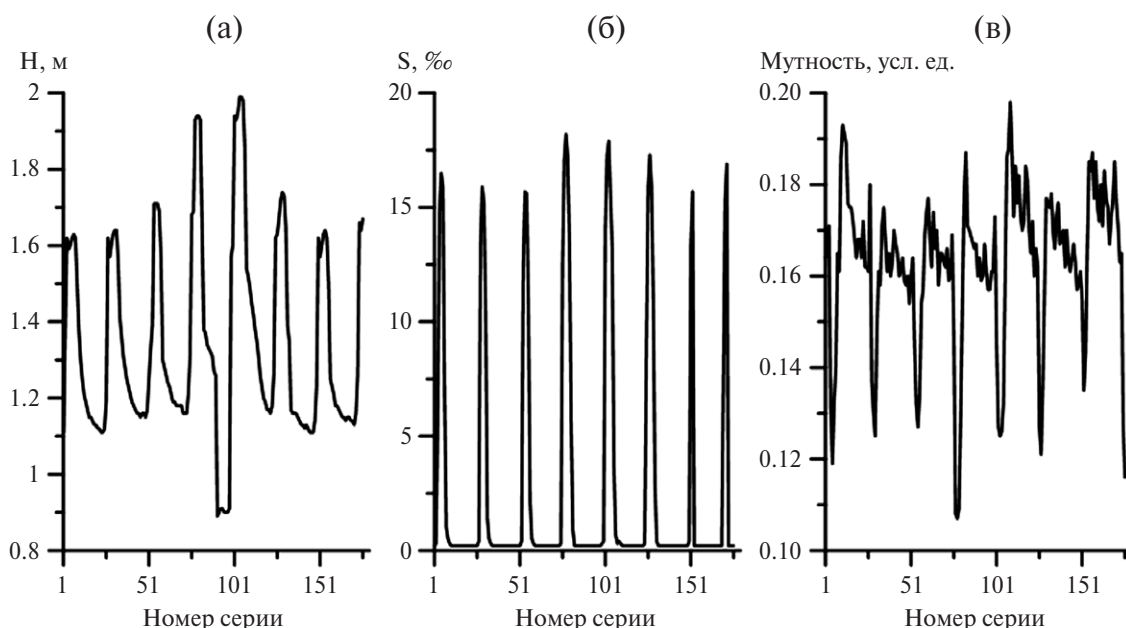 (а)
Н, м
2
1.8
1.6
1.4
1.2
1
0.8
1 51 101 151
Номер серии
(б)
S, ‰
20
15
10
5
0
1 51 101 151
Номер серии
(в)
Мутность, усл. ед.
0.20
0.18
0.16
0.14
0.12
0.10
1 51 101 151
Номер серии